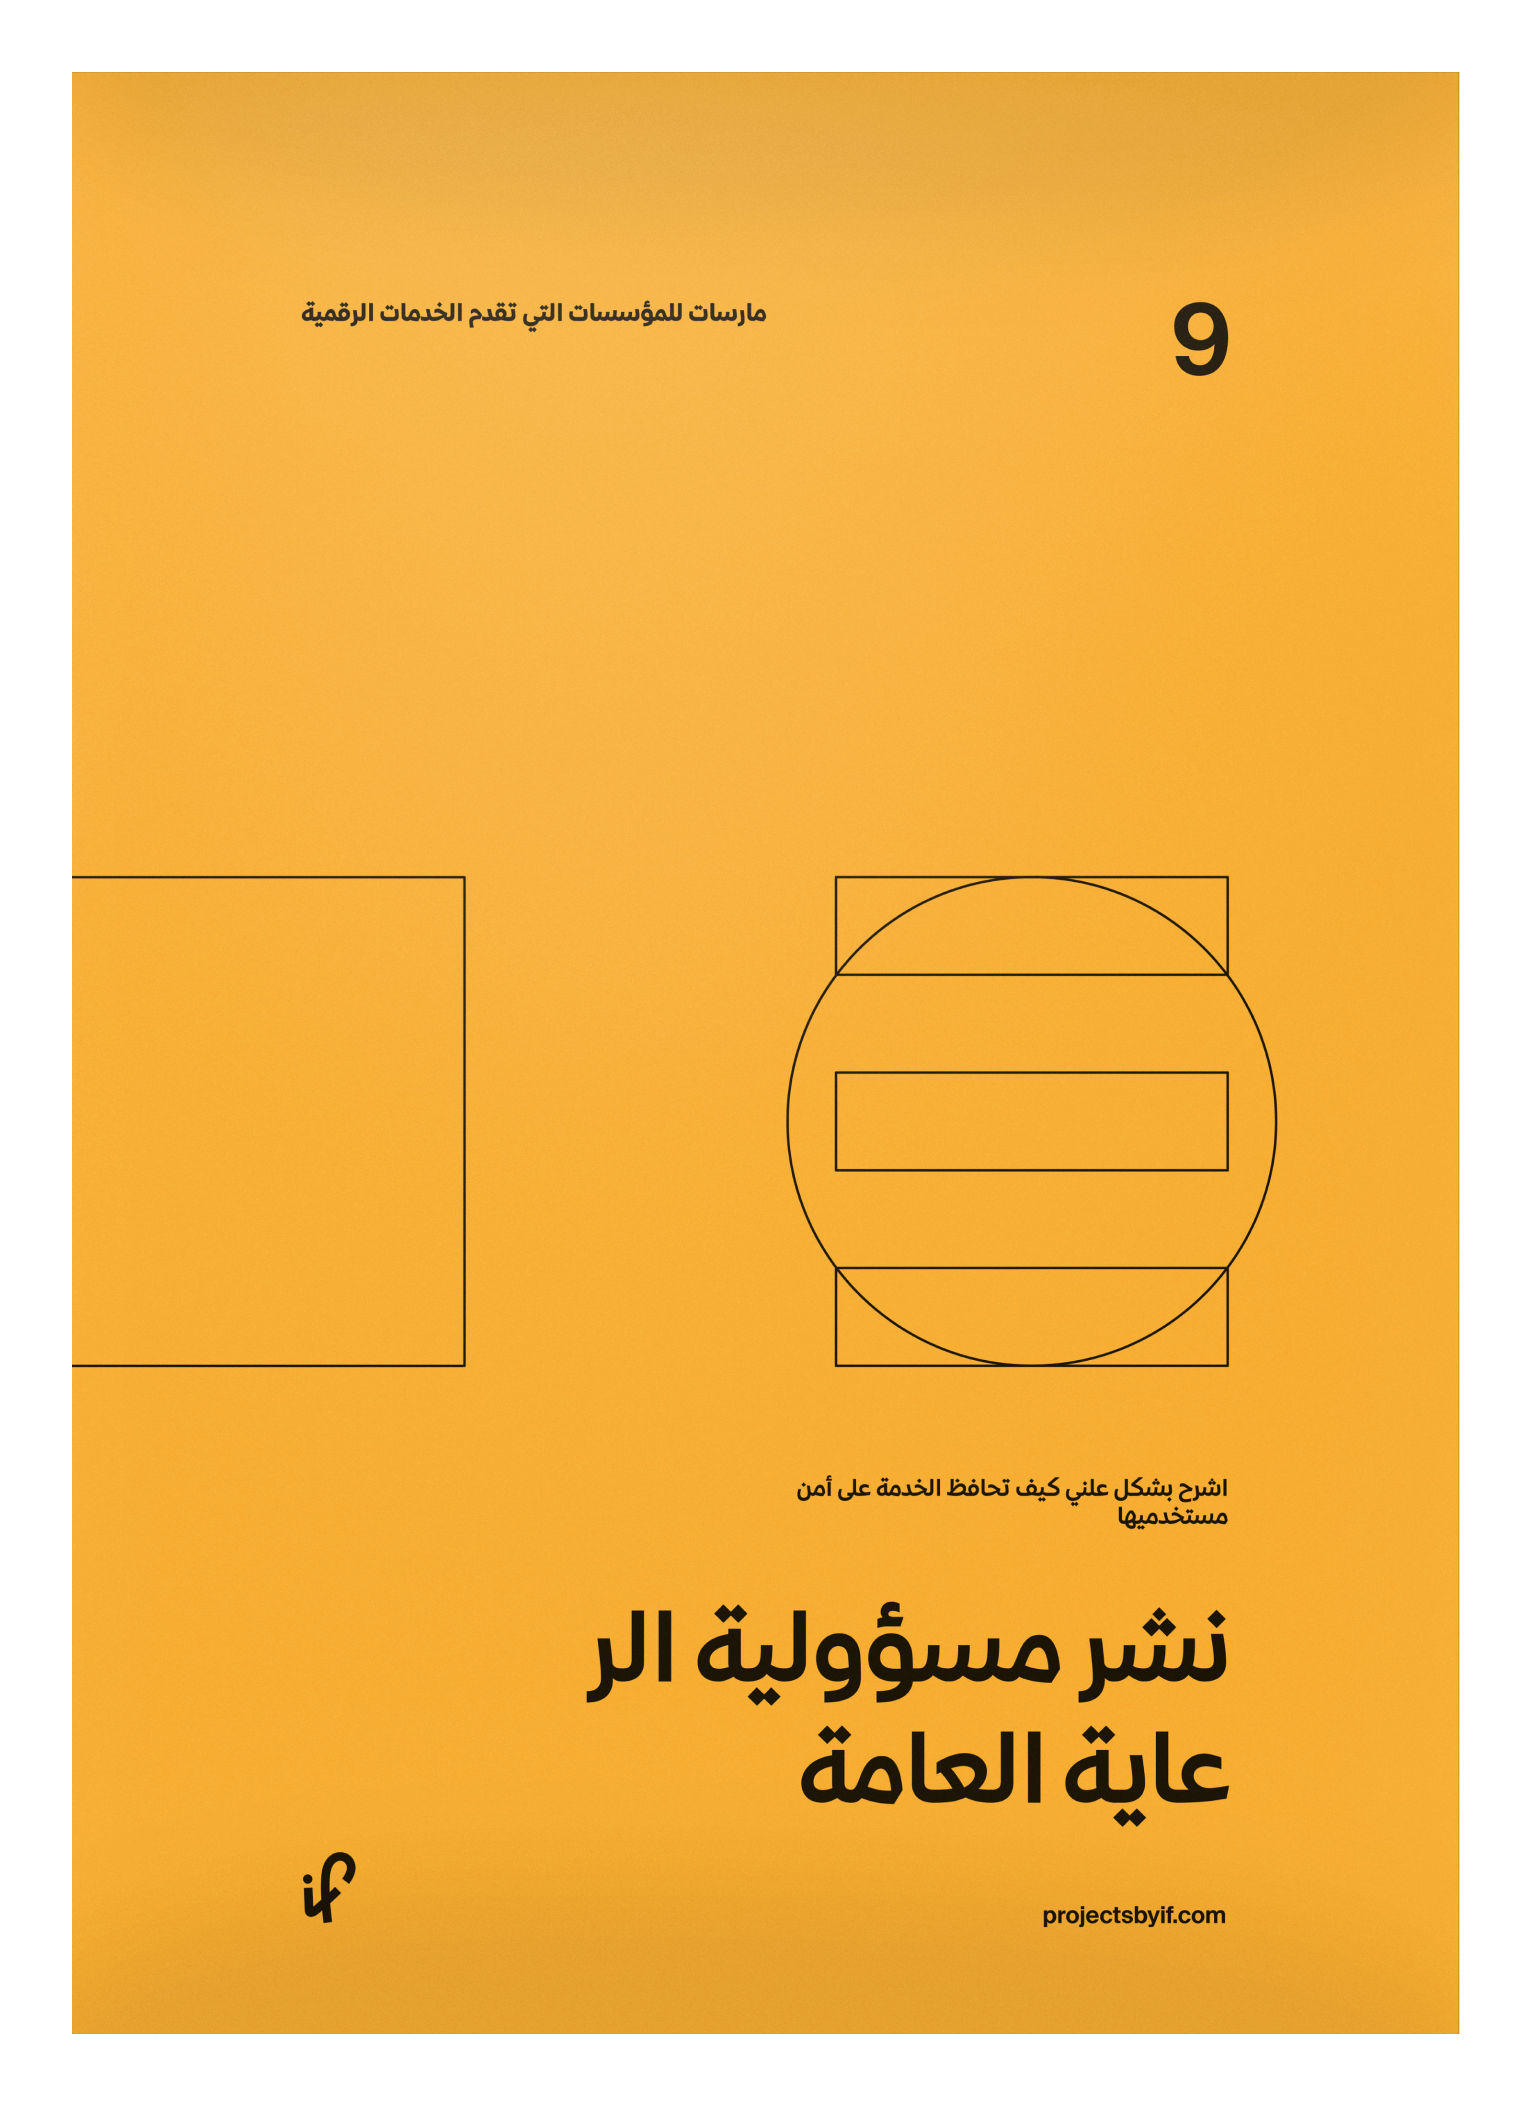 9
مارسات للمؤسسات التي تقدم الخدمات الرقمية
اشرح بشكل علني كيف تحافظ الخدمة على أمن
مستخدميها
نشر مسؤولية الر
عاية العامة
projectsbyif.com
if